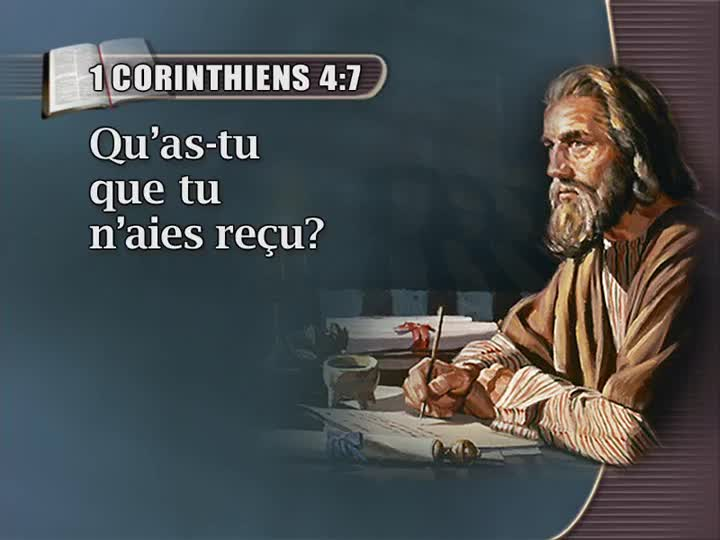 1 CORINTHIENS 4:7
Qu’as-tu
que tu
n’aies reçu?